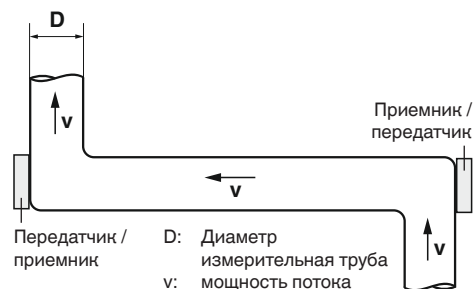 D
v
Приемник /
передатчик
v
v
Передатчик /
приемник
D: Диаметр
измерительная труба
v: мощность потока